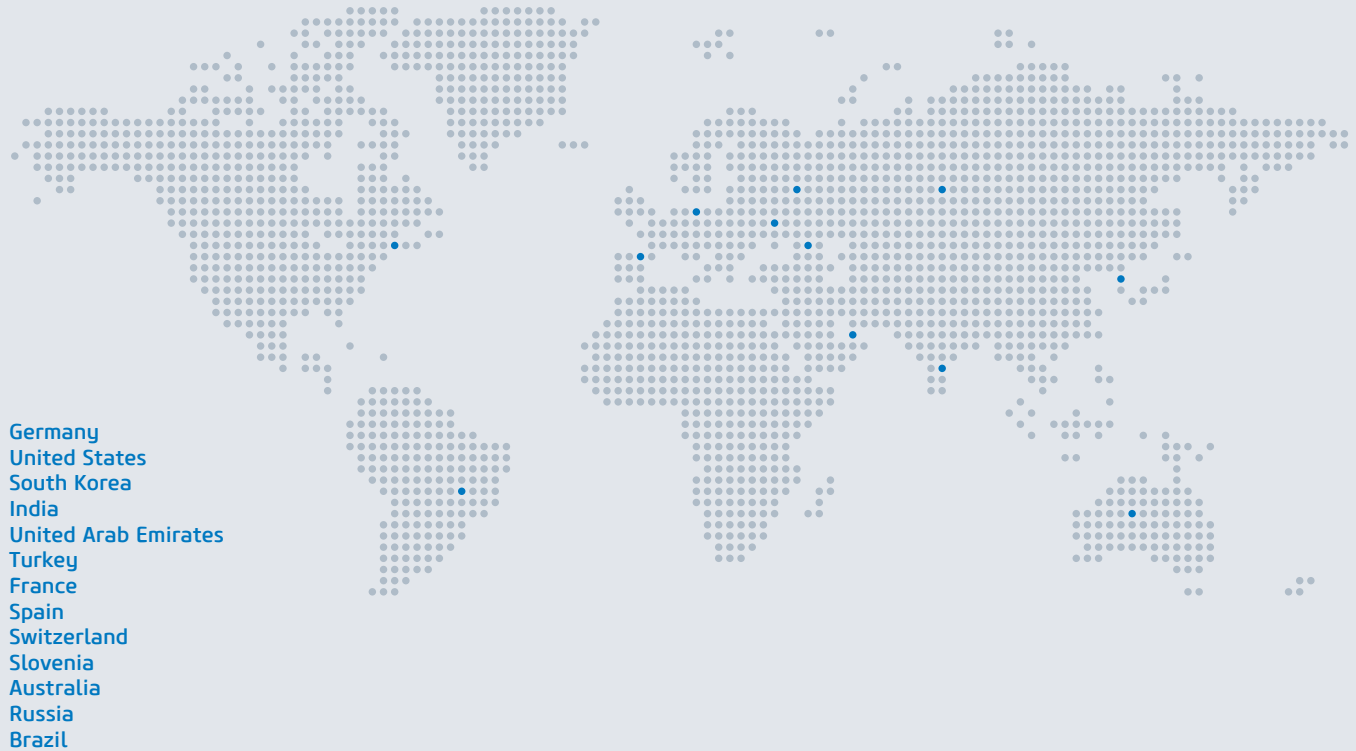 Germany
United States
South Korea
India
United Arab Emirates
Turkey
France
Spain
Switzerland
Slovenia
Australia
Russia
Brazil